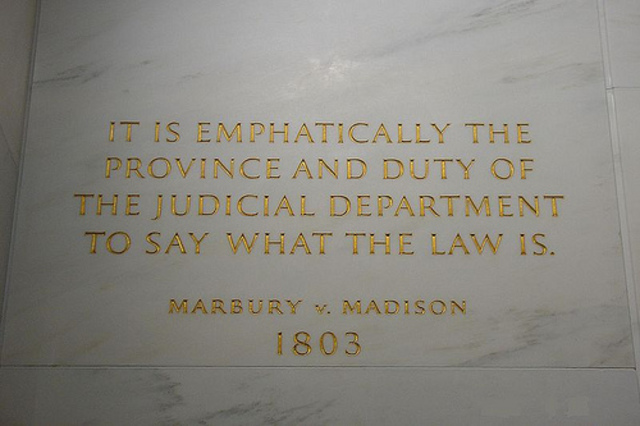 IT IS EMPHATICALLY THE
PROVINCE AND DUTY OF
THE JUDICIAL DEPARTMENT
TO SAY WHAT THE LAW IS.
MARBURY v. MADISON
1803